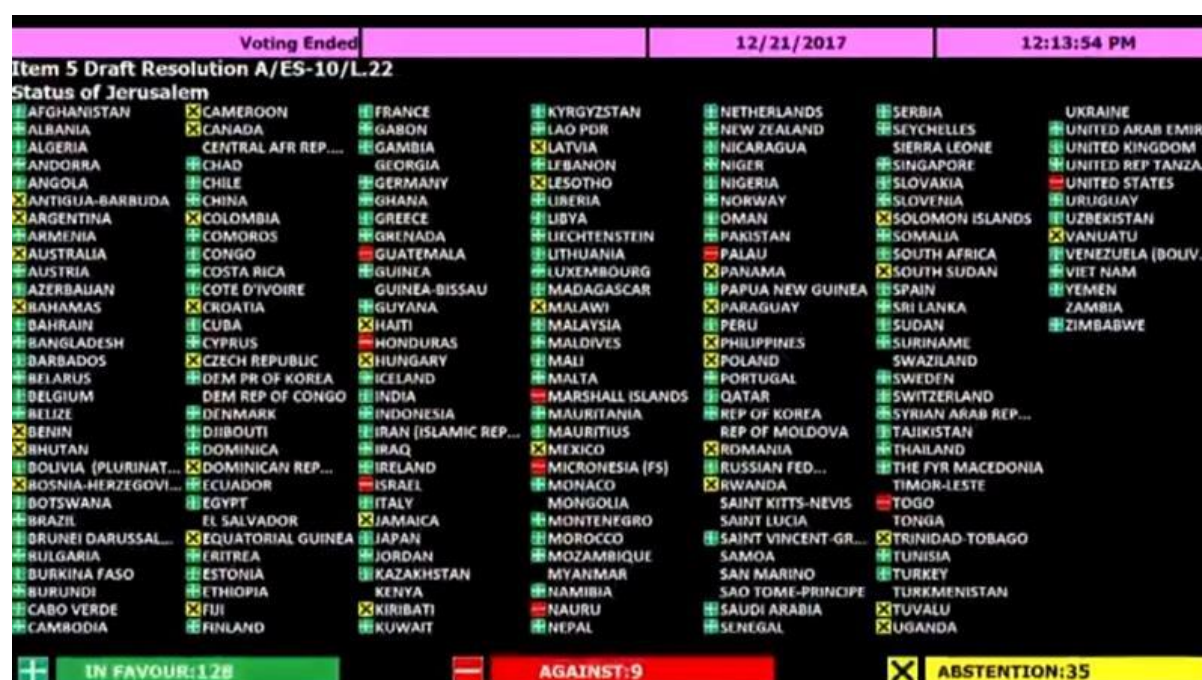 Voting Ended
12/21/2017
12:13:54 PM
Item 5 Draft Resolution A/ES-10/L.22
Status of Jerusalem
AFGHANISTAN
ALBANIA
ALGERIA
ANDORRA
ANGOLA
ANTIGUA-BARBUDA
ARGENTINA
ARMENIA
AUSTRALIA
AUSTRIA
AZERBAIJAN
BAHAMAS
BAHRAIN
BANGLADESH
BARBADOS
BELARUS
BELGIUM
BELIZE
BENIN
BHUTAN
BOLIVIA (PLURINAT...
BOSNIA-HERZEGOVI...
BOTSWANA
BRAZIL
BRUNEI DARUSSAL...
BULGARIA
BURKINA FASO
BURUNDI
CABO VERDE
CAMBODIA
CAMEROON
CANADA
CENTRAL AFR REP....
CHAD
CHILE
CHINA
COLOMBIA
COMOROS
CONGO
COSTA RICA
COTE D'IVOIRE
CROATIA
CUBA
CYPRUS
CZECH REPUBLIC
DEM PR OF KOREA
DEM REP OF CONGO
DENMARK
DJIBOUTI
DOMINICA
DOMINICAN REP...
ECUADOR
EGYPT
EL SALVADOR
EQUATORIAL GUINEA
ERITREA
ESTONIA
ETHIOPIA
FIJI
FINLAND
FRANCE
GABON
GAMBIA
GEORGIA
GERMANY
GHANA
GREECE
GRENADA
GUATEMALA
GUINEA
GUINEA-BISSAU
GUYANA
HAITI
HONDURAS
HUNGARY
ICELAND
INDIA
INDONESIA
IRAN (ISLAMIC REP...
IRAQ
IRELAND
ISRAEL
ITALY
JAMAICA
JAPAN
JORDAN
KAZAKHSTAN
KENYA
KIRIBATI
KUWAIT
KYRGYZSTAN
LAO PDR
LATVIA
LEBANON
LESOTHO
LIBERIA
LIBYA
LIECHTENSTEIN
LITHUANIA
LUXEMBOURG
MADAGASCAR
MALAWI
MALAYSIA
MALDIVES
MALI
MALTA
MARSHALL ISLANDS
MAURITANIA
MAURITIUS
MEXICO
MICRONESIA (FS)
MONACO
MONGOLIA
MONTENEGRO
MOROCCO
MOZAMBIQUE
MYANMAR
NAMIBIA
NAURU
NEPAL
NETHERLANDS
NEW ZEALAND
NICARAGUA
NIGER
NIGERIA
NORWAY
OMAN
PAKISTAN
PALAU
PANAMA
PAPUA NEW GUINEA
PARAGUAY
PERU
PHILIPPINES
POLAND
PORTUGAL
QATAR
REP OF KOREA
REP OF MOLDOVA
ROMANIA
RUSSIAN FED...
RWANDA
SAINT KITTS-NEVIS
SAINT LUCIA
SAINT VINCENT-GR...
SAMOA
SAN MARINO
SAO TOME-PRINCIPE
SAUDI ARABIA
SENEGAL
SERBIA
SEYCHELLES
SIERRA LEONE
SINGAPORE
SLOVAKIA
SLOVENIA
SOLOMON ISLANDS
SOMALIA
SOUTH AFRICA
SOUTH SUDAN
SPAIN
SRI LANKA
SUDAN
SURINAME
SWAZILAND
SWEDEN
SWITZERLAND
SYRIAN ARAB REP...
TAJIKISTAN
THAILAND
THE FYR MACEDONIA
TIMOR-LESTE
TOGO
TONGA
TRINIDAD-TOBAGO
TUNISIA
TURKEY
TURKMENISTAN
TUVALU
UGANDA
UKRAINE
UNITED ARAB EMIR
UNITED KINGDOM
UNITED REP TANZA
UNITED STATES
URUGUAY
UZBEKISTAN
VANUATU
VENEZUELA (BOLIV.
VIET NAM
YEMEN
ZAMBIA
ZIMBABWE
IN FAVOUR:128
AGAINST:9
ABSTENTION:35